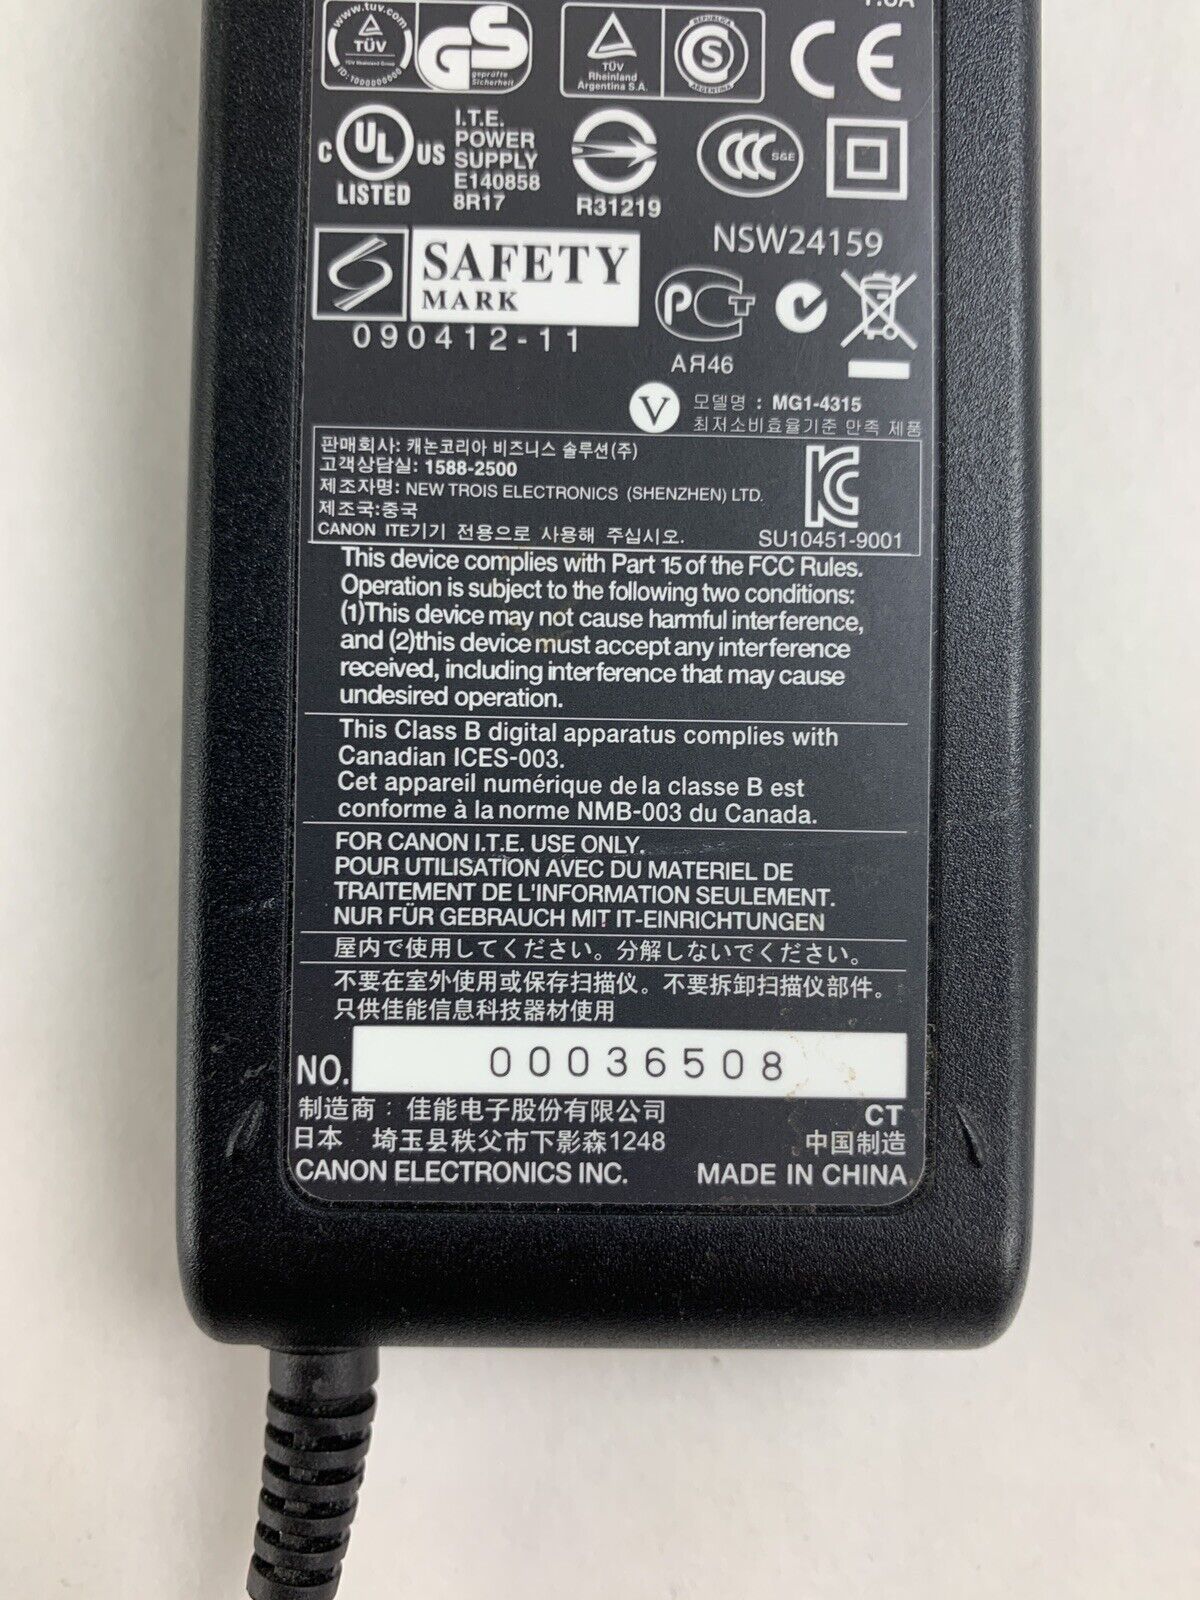 www.tuv.com
TÜV
TÜV Rheinland Group
ID:1000000000
GS
geprüfte
Sicherheit
TÜV
Rheinland
Argentina S.A.
REPUBLICA
S
ARGENTINA
CE
C UL US
LISTED
I.T.E.
POWER
SUPPLY
E140858
8R17
R31219
CCC S&E
NSW24159
SAFETY
MARK
090412-11
PCT
АЯ46
V
모델명 : MG1-4315
최저소비효율기준 만족 제품
판매회사: 캐논코리아 비즈니스 솔루션(주)
고객상담실: 1588-2500
제조자명: NEW TROIS ELECTRONICS (SHENZHEN) LTD.
제조국:중국
CANON ITE기기 전용으로 사용해 주십시오.
SU10451-9001
This device complies with Part 15 of the FCC Rules.
Operation is subject to the following two conditions:
(1)This device may not cause harmful interference,
and (2)this device must accept any interference
received, including interference that may cause
undesired operation.
This Class B digital apparatus complies with
Canadian ICES-003.
Cet appareil numérique de la classe B est
conforme à la norme NMB-003 du Canada.
FOR CANON I.T.E. USE ONLY.
POUR UTILISATION AVEC DU MATERIEL DE
TRAITEMENT DE L'INFORMATION SEULEMENT.
NUR FÜR GEBRAUCH MIT IT-EINRICHTUNGEN
屋内で使用してください。分解しないでください。
不要在室外使用或保存扫描仪。不要拆卸扫描仪部件。
只供佳能信息科技器材使用
NO. 00036508
制造商：佳能电子股份有限公司 CT
日本 埼玉县秩父市下影森1248 中国制造
CANON ELECTRONICS INC. MADE IN CHINA